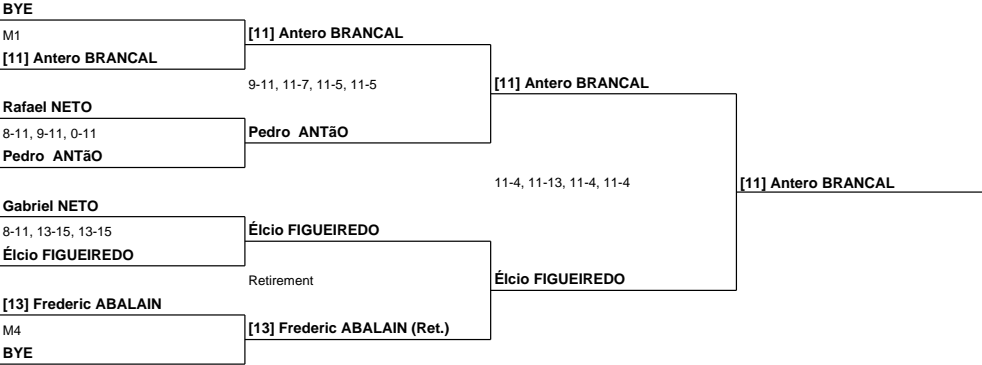 BYE
M1
[11] Antero BRANCAL
[11] Antero BRANCAL
9-11, 11-7, 11-5, 11-5
[11] Antero BRANCAL
Rafael NETO
8-11, 9-11, 0-11
Pedro ANTãO
Pedro ANTãO
11-4, 11-13, 11-4, 11-4
[11] Antero BRANCAL
Gabriel NETO
8-11, 13-15, 13-15
Élcio FIGUEIREDO
Élcio FIGUEIREDO
Retirement
Élcio FIGUEIREDO
[13] Frederic ABALAIN
M4
BYE
[13] Frederic ABALAIN (Ret.)